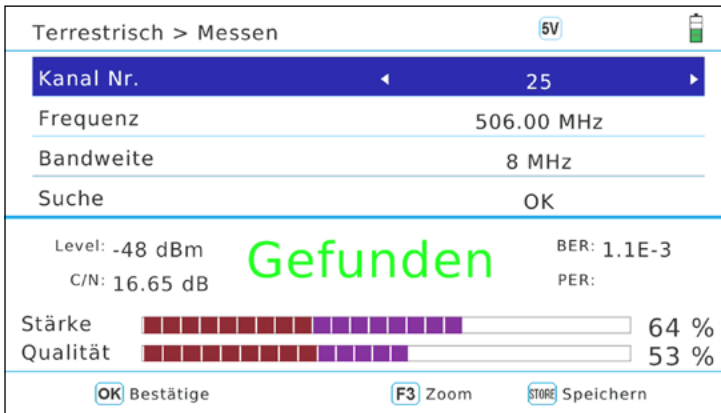 Terrestrisch > Messen 5V
Kanal Nr. 25
Frequenz 506.00 MHz
Bandweite 8 MHz
Suche OK
Level: -48 dBm
C/N: 16.65 dB
Gefunden
BER: 1.1E-3
PER:
Stärke 64 %
Qualität 53 %
OK Bestätige F3 Zoom STORE Speichern